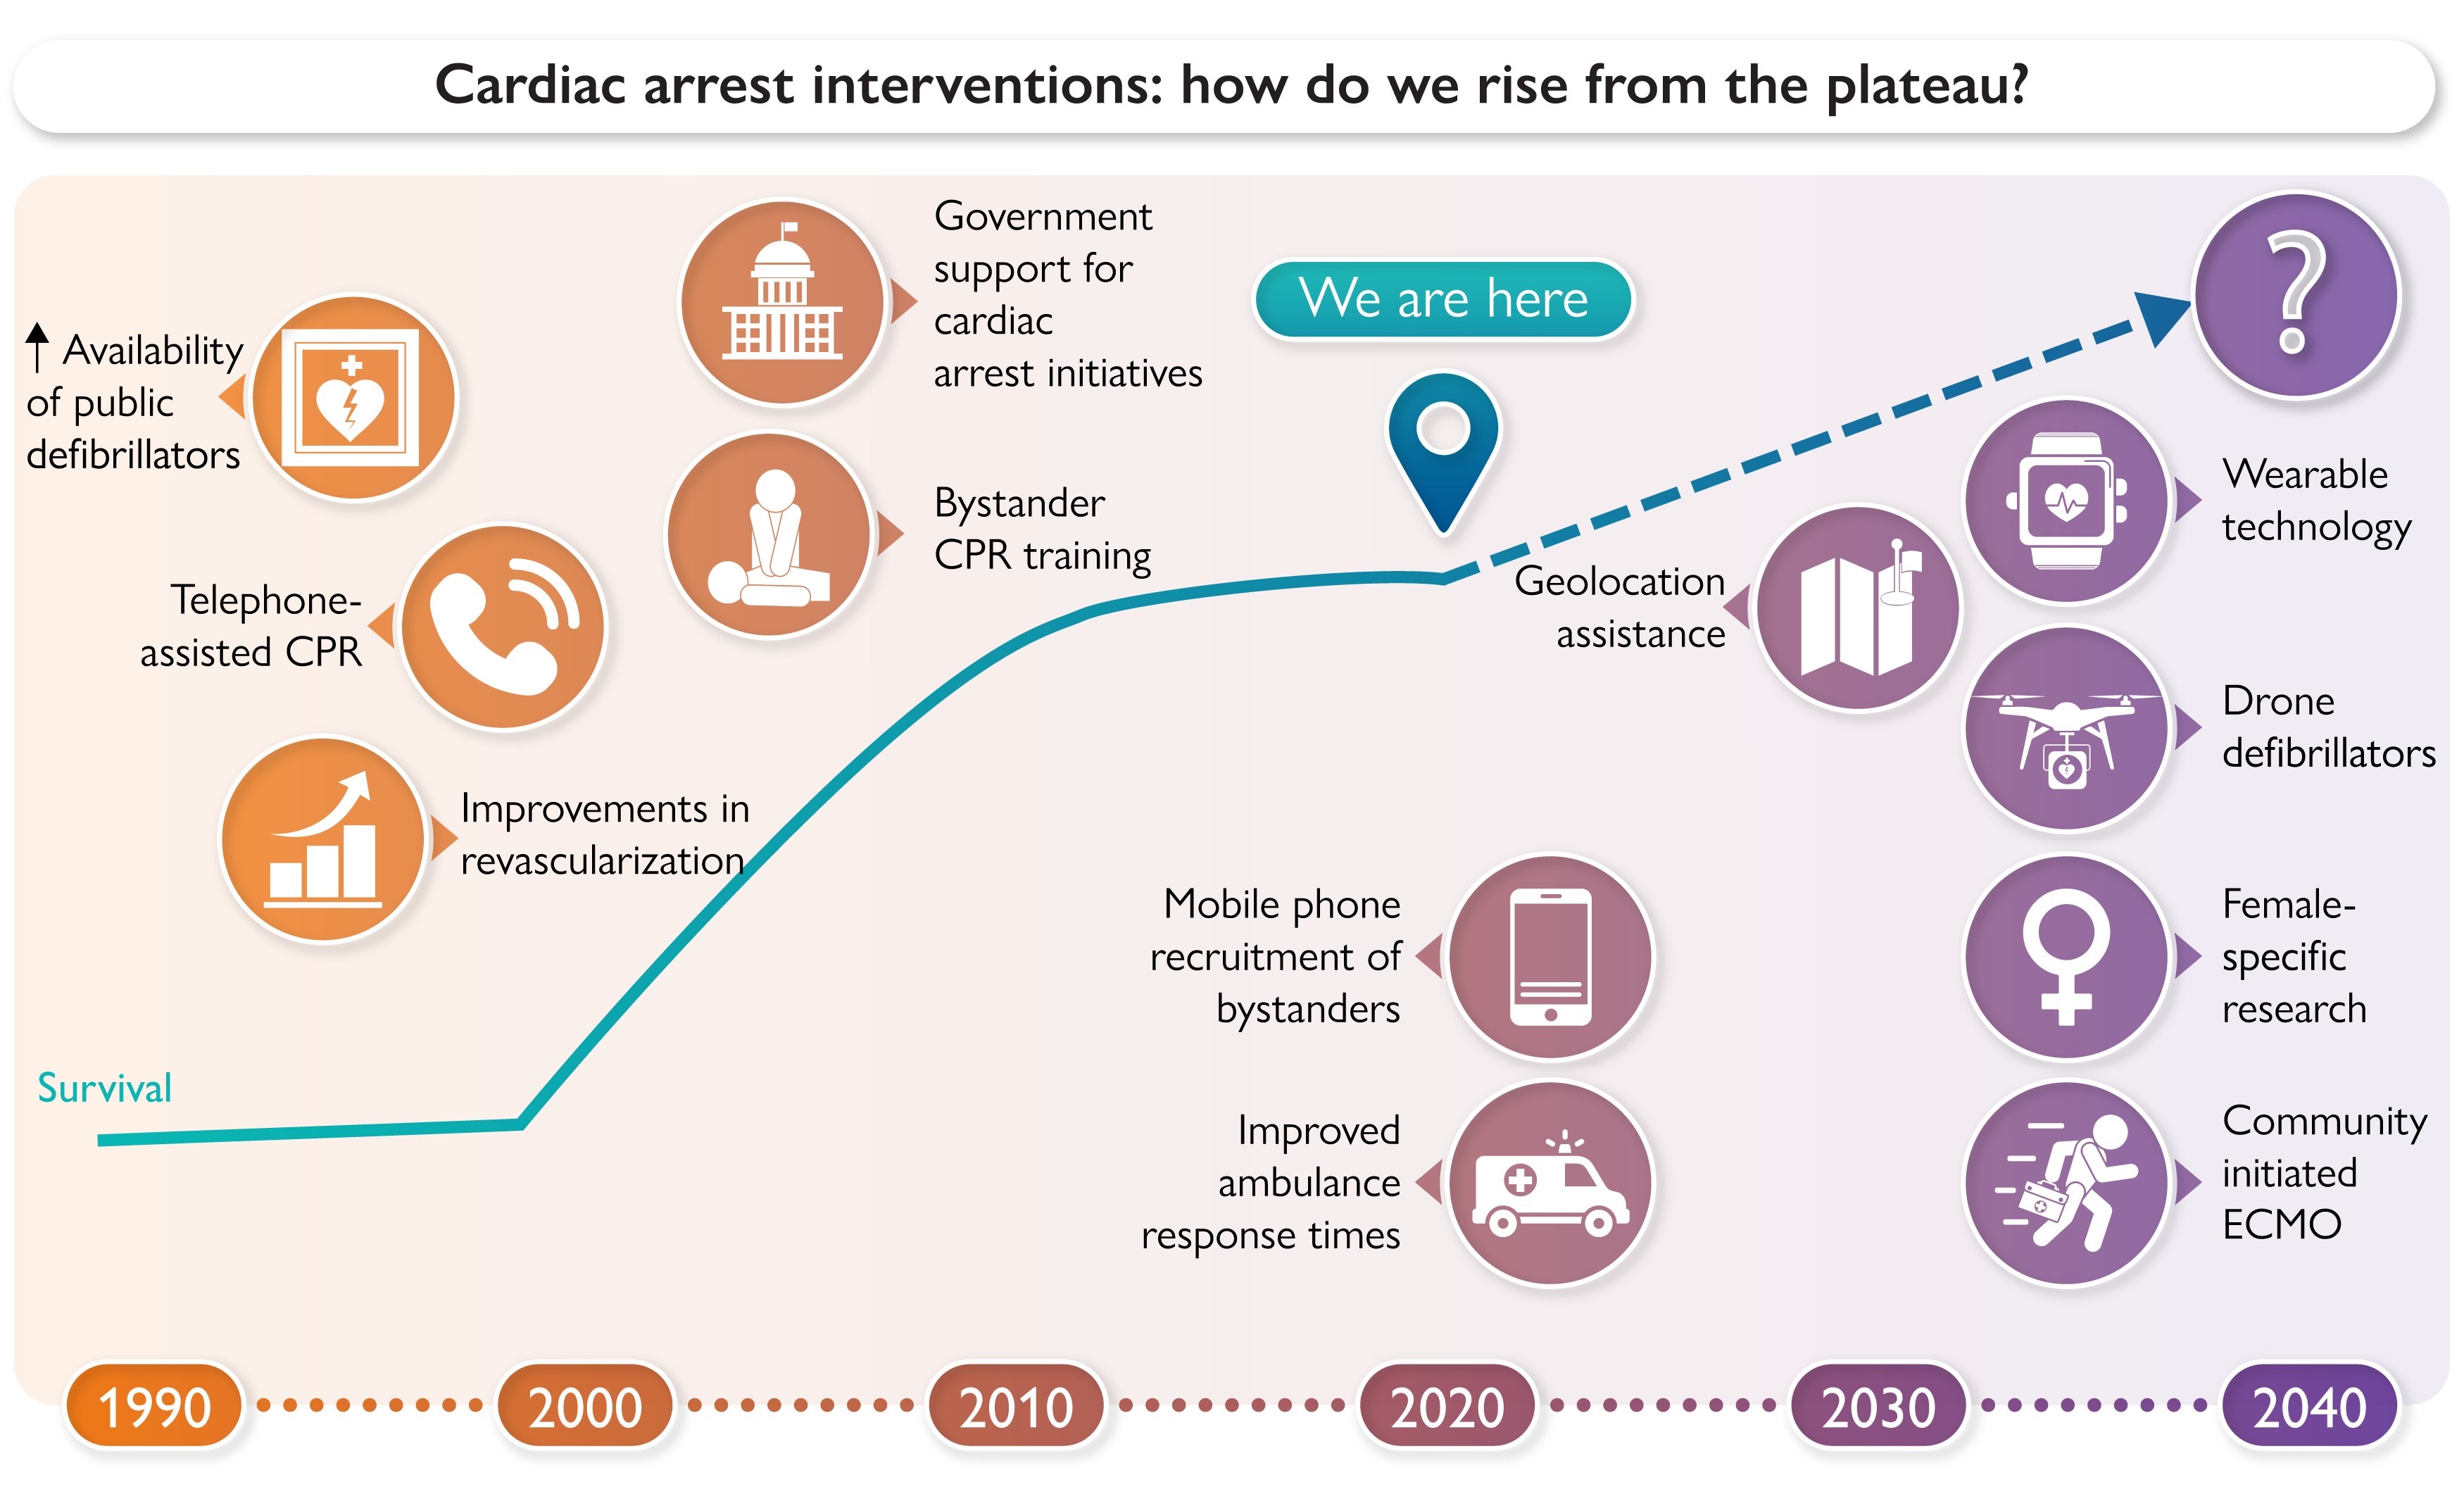 Cardiac arrest interventions: how do we rise from the plateau?
↑ Availability
of public
defibrillators
Telephone-
assisted CPR
Improvements in
revascularization
Government
support for
cardiac
arrest initiatives
Bystander
CPR training
We are here
?
Geolocation
assistance
Wearable
technology
Drone
defibrillators
Mobile phone
recruitment of
bystanders
Female-
specific
research
Improved
ambulance
response times
Community
initiated
ECMO
Survival
1990
2000
2010
2020
2030
2040